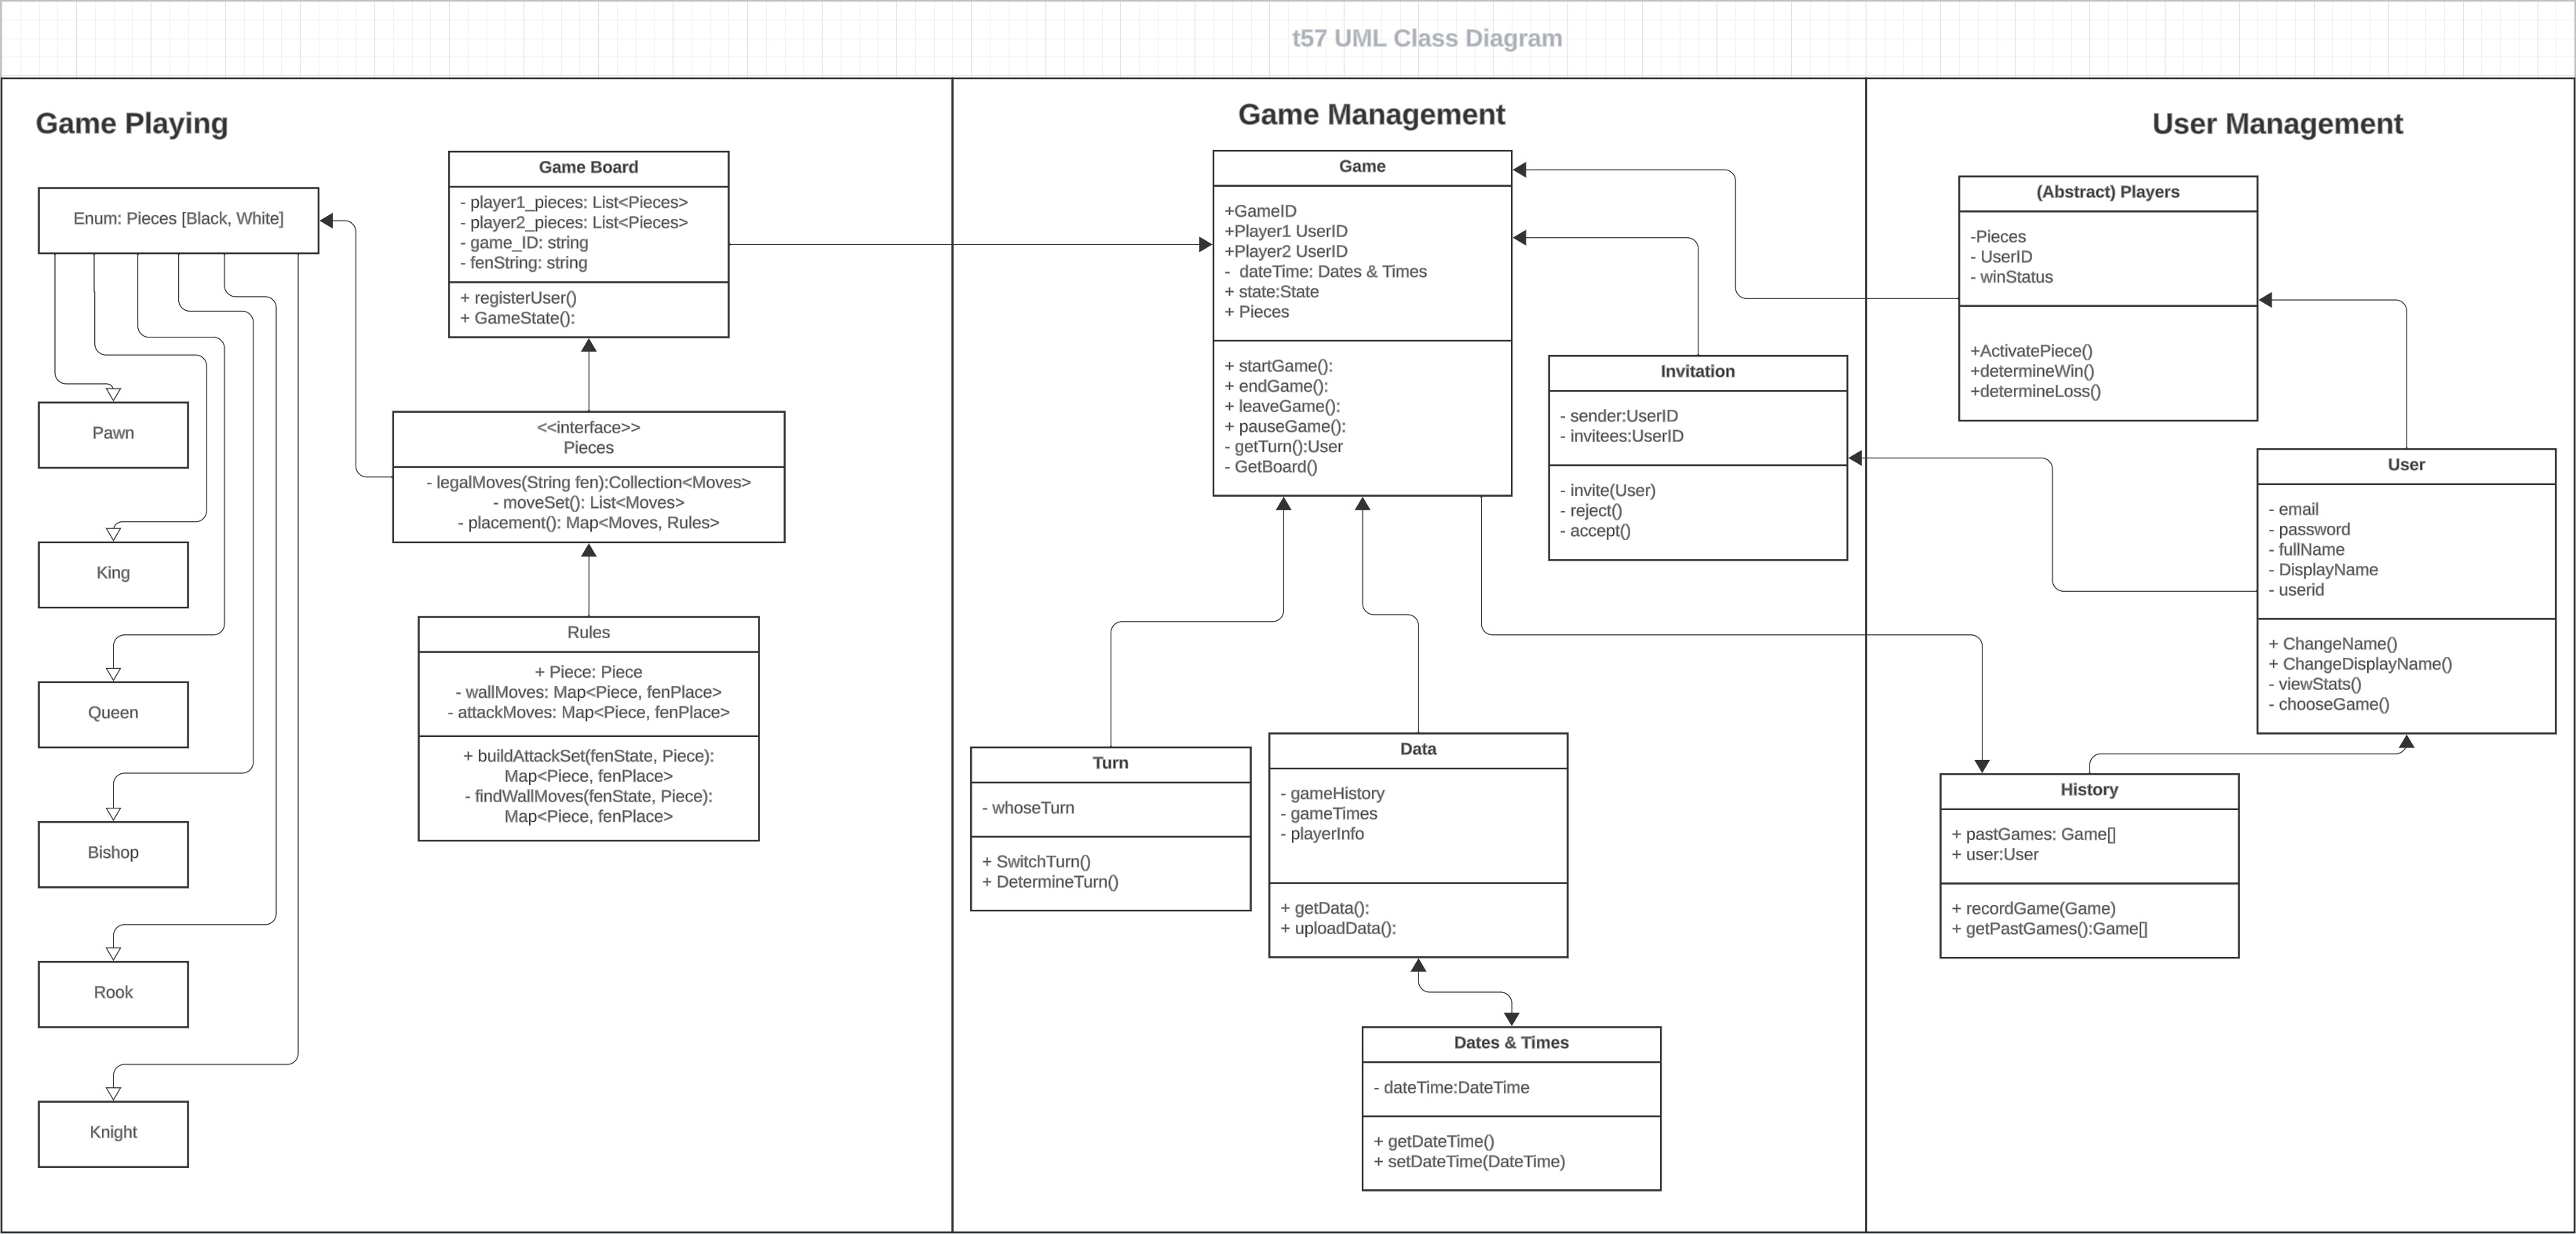 t57 UML Class Diagram
Game Playing
Enum: Pieces [Black, White]
Pawn
King
Queen
Bishop
Rook
Knight
Game Board
- player1_pieces: List<Pieces>
- player2_pieces: List<Pieces>
- game_ID: string
- fenString: string
+ registerUser()
+ GameState():
<<interface>>
Pieces
- legalMoves(String fen):Collection<Moves>
- moveSet(): List<Moves>
- placement(): Map<Moves, Rules>
Rules
+ Piece: Piece
- wallMoves: Map<Piece, fenPlace>
- attackMoves: Map<Piece, fenPlace>
+ buildAttackSet(fenState, Piece):
Map<Piece, fenPlace>
- findWallMoves(fenState, Piece):
Map<Piece, fenPlace>
Game Management
Game
+GameID
+Player1 UserID
+Player2 UserID
- dateTime: Dates & Times
+ state:State
+ Pieces
+ startGame():
+ endGame():
+ leaveGame():
+ pauseGame():
- getTurn():User
- GetBoard()
Invitation
- sender:UserID
- invitees:UserID
- invite(User)
- reject()
- accept()
Turn
- whoseTurn
+ SwitchTurn()
+ DetermineTurn()
Data
- gameHistory
- gameTimes
- playerInfo
+ getData():
+ uploadData():
Dates & Times
- dateTime:DateTime
+ getDateTime()
+ setDateTime(DateTime)
User Management
(Abstract) Players
-Pieces
- UserID
- winStatus
+ActivatePiece()
+determineWin()
+determineLoss()
User
- email
- password
- fullName
- DisplayName
- userid
+ ChangeName()
+ ChangeDisplayName()
- viewStats()
- chooseGame()
History
+ pastGames: Game[]
+ user:User
+ recordGame(Game)
+ getPastGames():Game[]